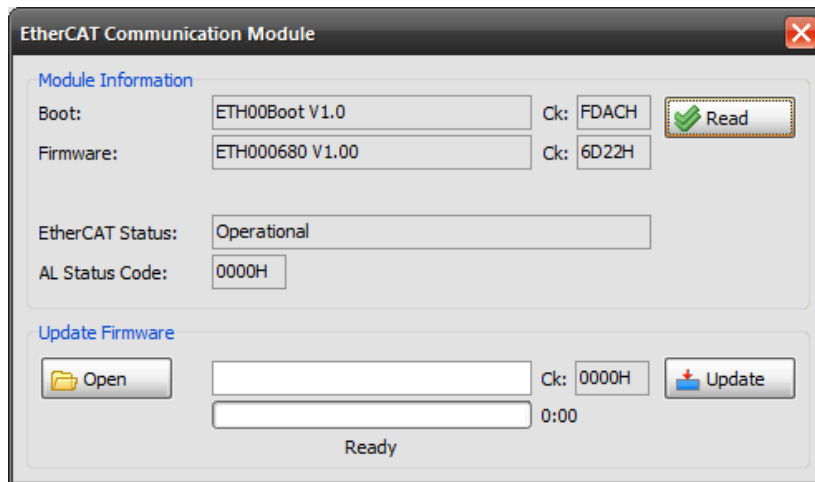 EtherCAT Communication Module
Module Information
Boot: ETH00Boot V1.0 Ck: FDACH Read
Firmware: ETH000680 V1.00 Ck: 6D22H
EtherCAT Status: Operational
AL Status Code: 0000H
Update Firmware
Open Ck: 0000H Update
0:00
Ready